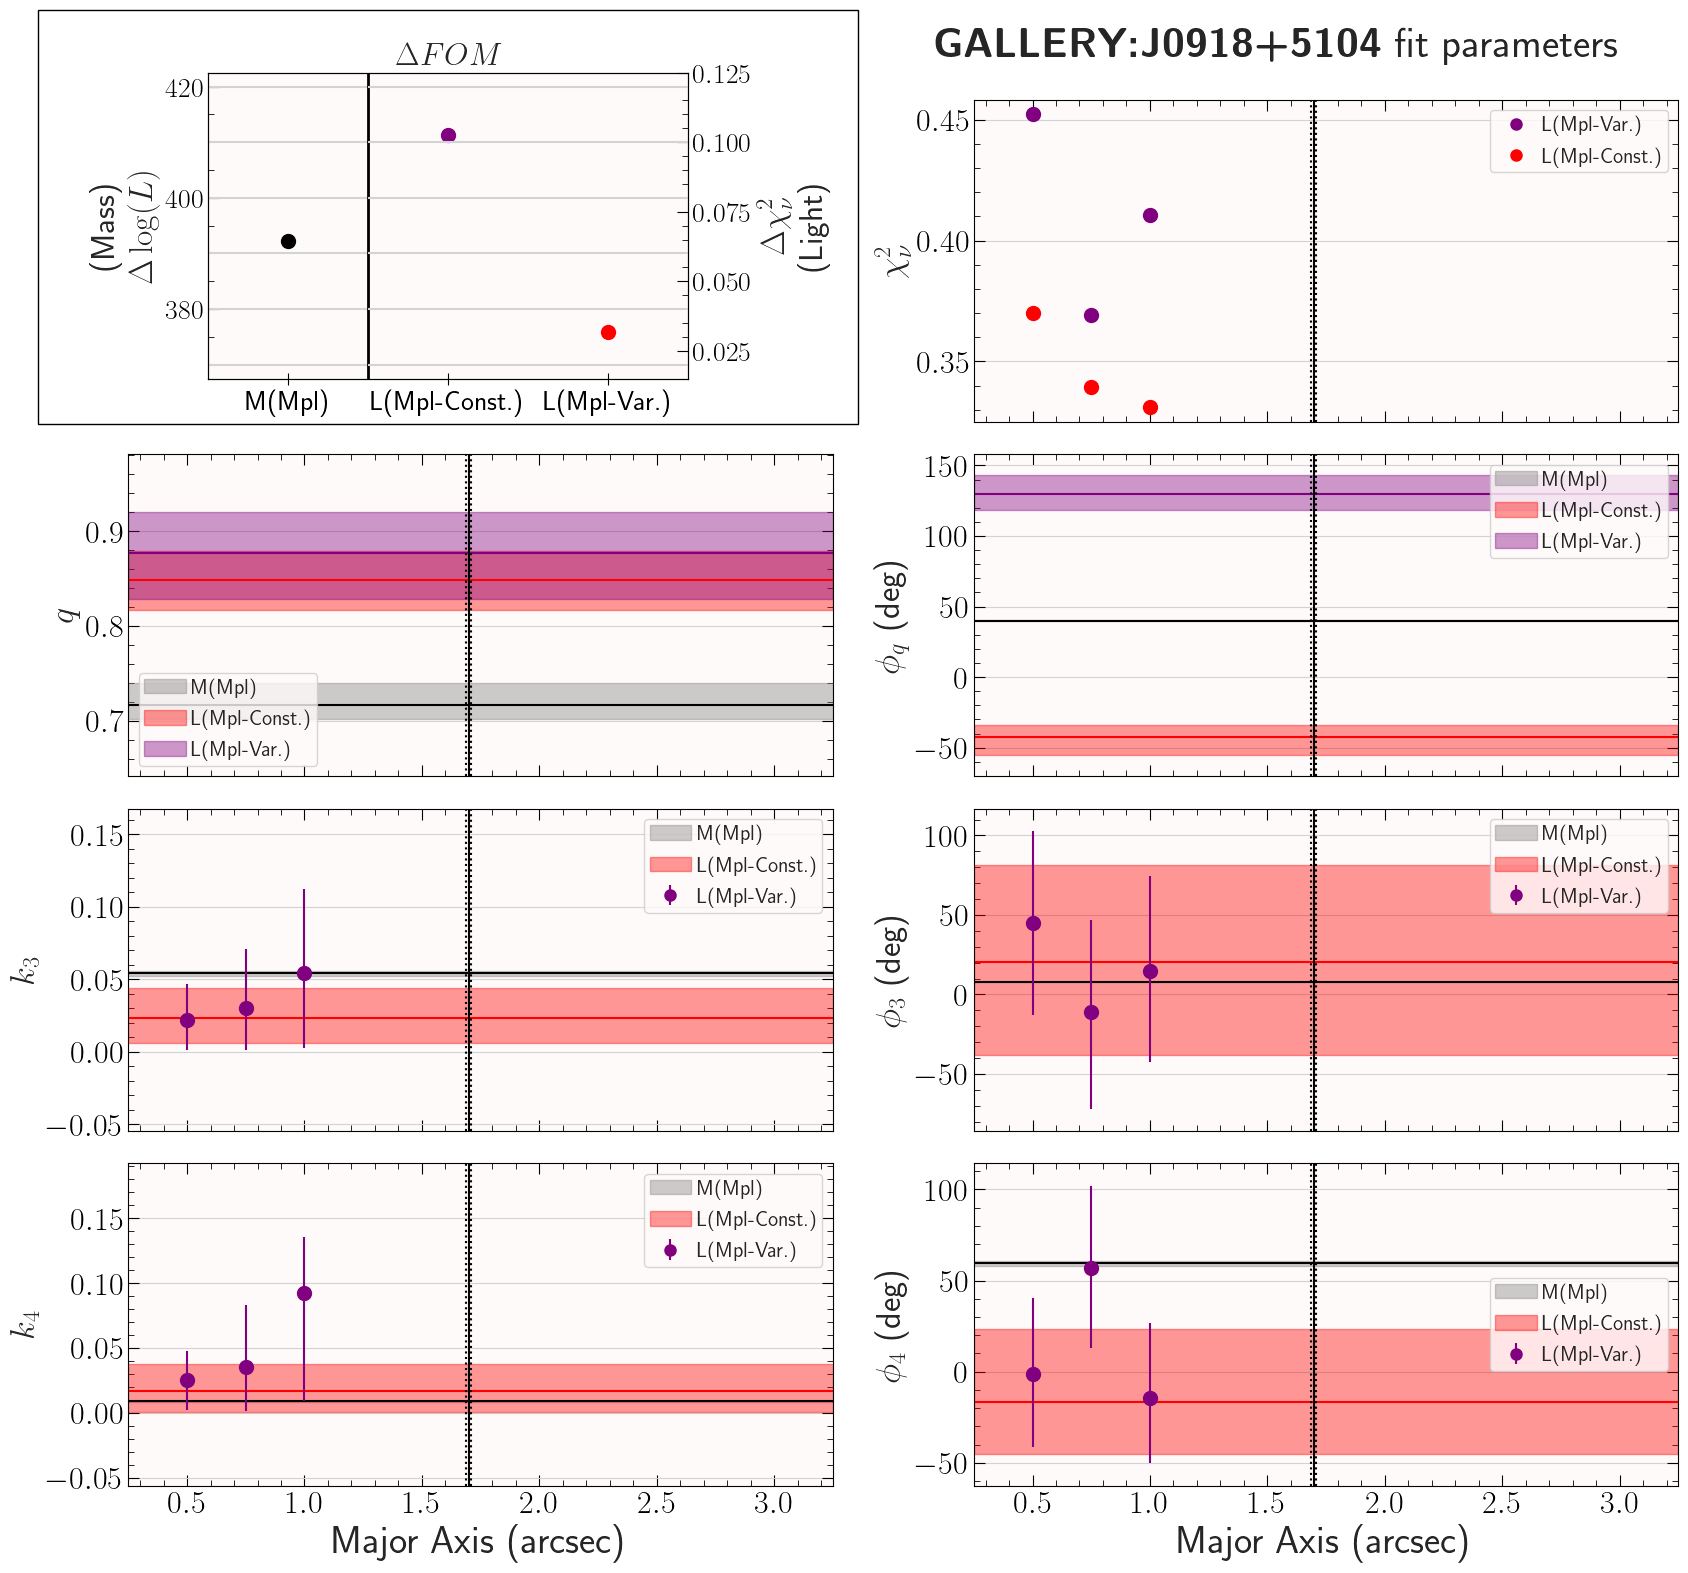 GALLERY:J0918+5104 fit parameters
ΔFOM
(Mass)
Δ log(L)
420
400
380
0.125
0.100
0.075
0.050
0.025
Δχ²ᵥ
(Light)
M(Mpl)
L(Mpl-Const.)
L(Mpl-Var.)
χ²ᵥ
0.45
0.40
0.35
L(Mpl-Var.)
L(Mpl-Const.)
q
0.9
0.8
0.7
M(Mpl)
L(Mpl-Const.)
L(Mpl-Var.)
ϕ_q (deg)
150
100
50
0
−50
M(Mpl)
L(Mpl-Const.)
L(Mpl-Var.)
k₃
0.15
0.10
0.05
0.00
−0.05
M(Mpl)
L(Mpl-Const.)
L(Mpl-Var.)
ϕ₃ (deg)
100
50
0
−50
M(Mpl)
L(Mpl-Const.)
L(Mpl-Var.)
k₄
0.15
0.10
0.05
0.00
−0.05
M(Mpl)
L(Mpl-Const.)
L(Mpl-Var.)
0.5 1.0 1.5 2.0 2.5 3.0
Major Axis (arcsec)
ϕ₄ (deg)
100
50
0
−50
M(Mpl)
L(Mpl-Const.)
L(Mpl-Var.)
0.5 1.0 1.5 2.0 2.5 3.0
Major Axis (arcsec)